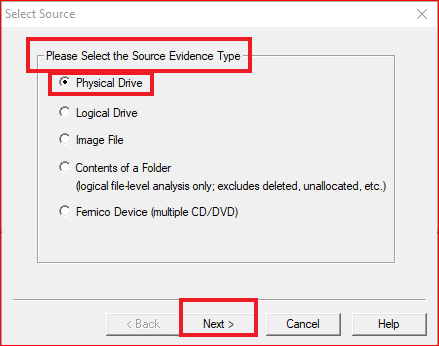 Select Source
Please Select the Source Evidence Type
Physical Drive
Logical Drive
Image File
Contents of a Folder
(logical file-level analysis only; excludes deleted, unallocated, etc.)
Fernico Device (multiple CD/DVD)
< Back Next > Cancel Help